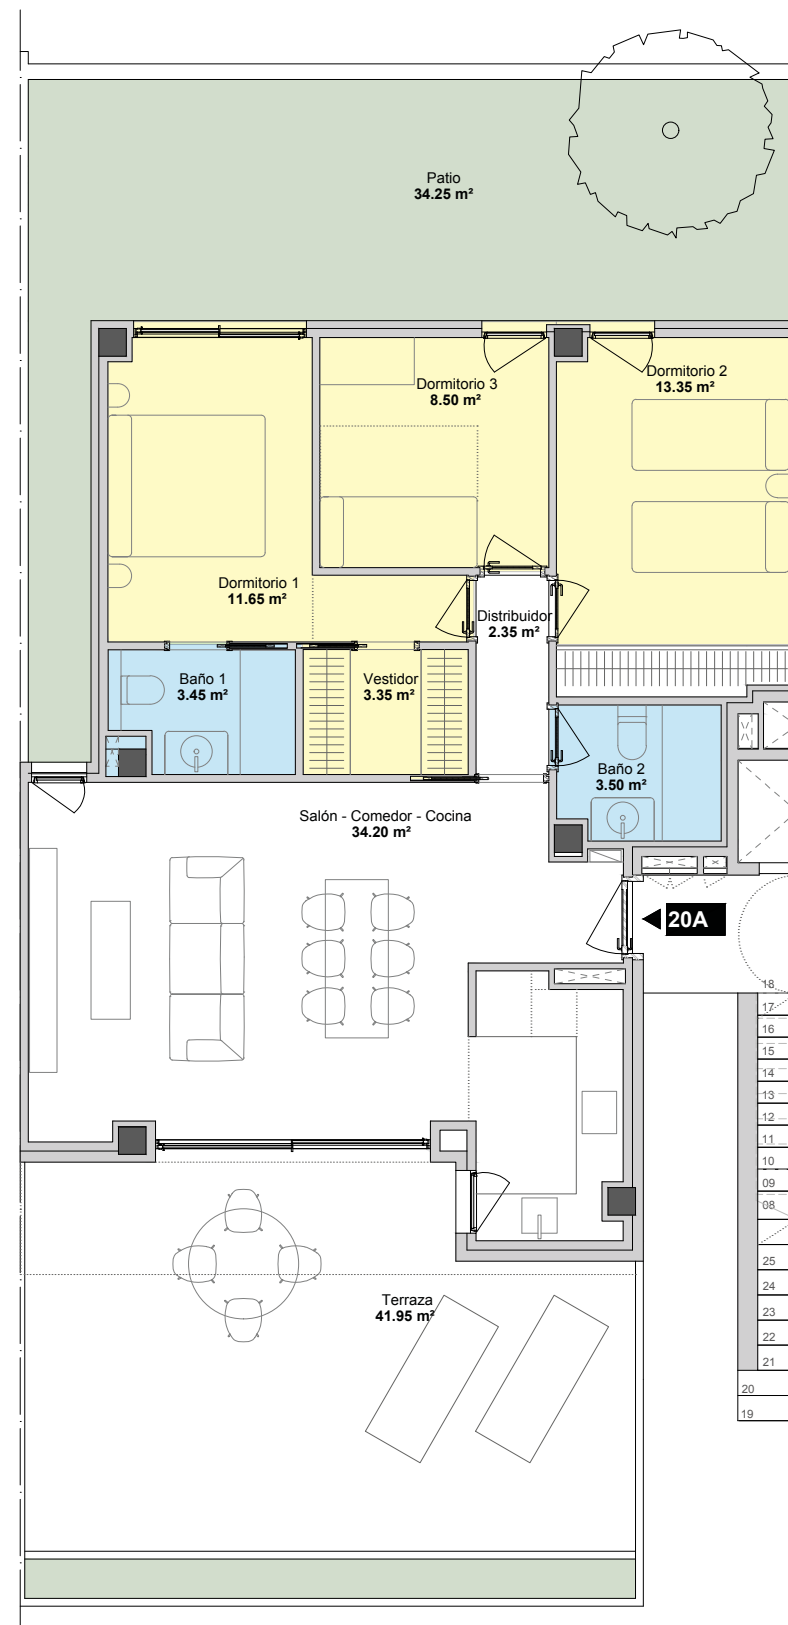 Patio
34.25 m²
Dormitorio 3
8.50 m²
Dormitorio 2
13.35 m²
Dormitorio 1
11.65 m²
Distribuidor
2.35 m²
Baño 1
3.45 m²
Vestidor
3.35 m²
Baño 2
3.50 m²
Salón - Comedor - Cocina
34.20 m²
20A
18
17
16
15
14
13
12
11
10
09
08
25
24
23
22
21
20
19
Terraza
41.95 m²